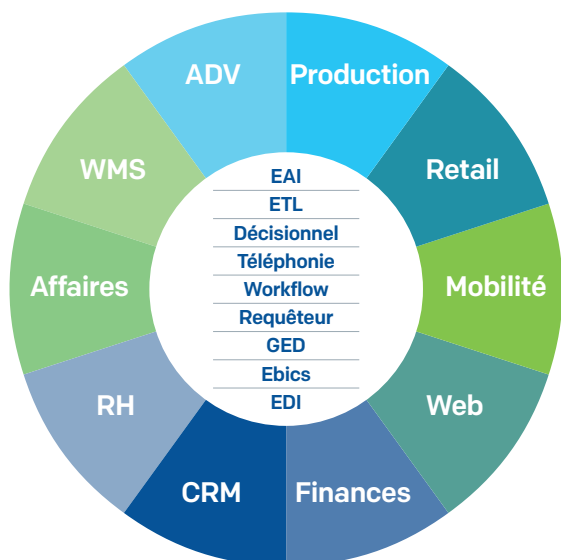 ADV
Production
WMS
Retail
Affaires
Mobilité
RH
Web
CRM
Finances
EAI
ETL
Décisionnel
Téléphonie
Workflow
Requêteur
GED
Ebics
EDI